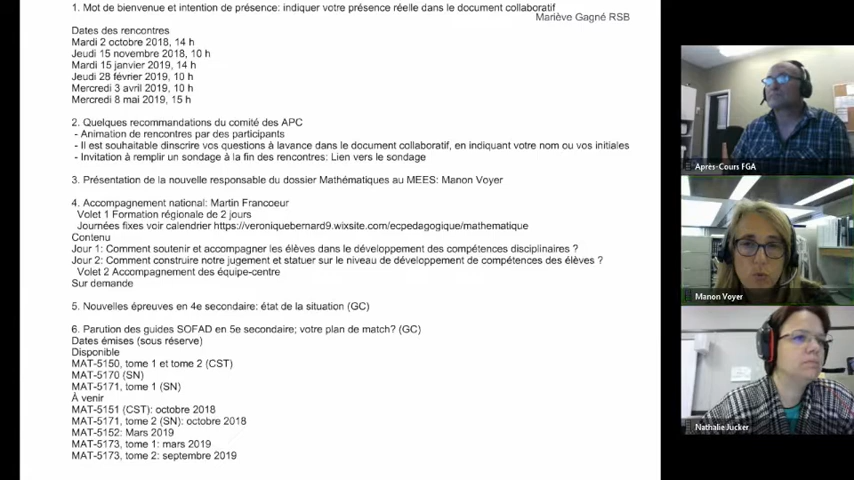 1. Mot de bienvenue et intention de présence: indiquer votre présence réelle dans le document collaboratif
Mariève Gagné RSB
Dates des rencontres
Mardi 2 octobre 2018, 14 h
Jeudi 15 novembre 2018, 10 h
Mardi 15 janvier 2019, 14 h
Jeudi 28 février 2019, 10 h
Mercredi 3 avril 2019, 10 h
Mercredi 8 mai 2019, 15 h
2. Quelques recommandations du comité des APC
- Animation de rencontres par des participants
- Il est souhaitable dinscrire vos questions à lavance dans le document collaboratif, en indiquant votre nom ou vos initiales
- Invitation à remplir un sondage à la fin des rencontres: Lien vers le sondage
3. Présentation de la nouvelle responsable du dossier Mathématiques au MEES: Manon Voyer
4. Accompagnement national: Martin Francoeur
Volet 1 Formation régionale de 2 jours
Journées fixes voir calendrier https://veroniquebernard9.wixsite.com/ecpedagogique/mathematique
Contenu
Jour 1: Comment soutenir et accompagner les élèves dans le développement des compétences disciplinaires ?
Jour 2: Comment construire notre jugement et statuer sur le niveau de développement de compétences des élèves ?
Volet 2 Accompagnement des équipe-centre
Sur demande
5. Nouvelles épreuves en 4e secondaire: état de la situation (GC)
6. Parution des guides SOFAD en 5e secondaire; votre plan de match? (GC)
Dates émises (sous réserve)
Disponible
MAT-5150, tome 1 et tome 2 (CST)
MAT-5170 (SN)
MAT-5171, tome 1 (SN)
À venir
MAT-5151 (CST): octobre 2018
MAT-5171, tome 2 (SN): octobre 2018
MAT-5152: Mars 2019
MAT-5173, tome 1: mars 2019
MAT-5173, tome 2: septembre 2019
Après-Cours FGA
Manon Voyer
Nathalie Jucker